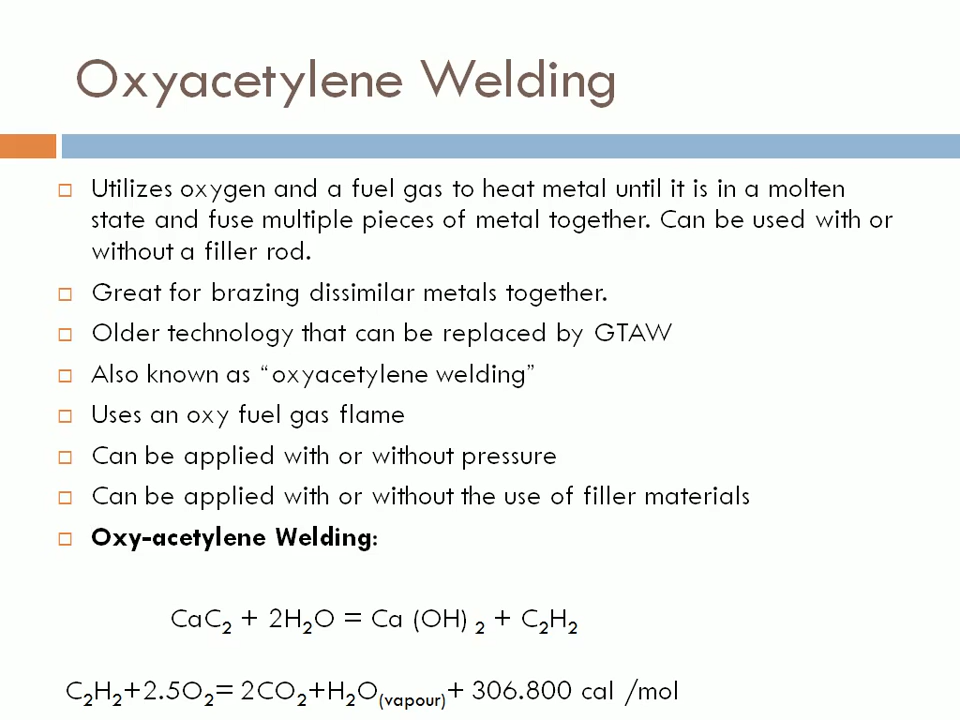 Oxyacetylene Welding
Utilizes oxygen and a fuel gas to heat metal until it is in a molten
state and fuse multiple pieces of metal together. Can be used with or
without a filler rod.
Great for brazing dissimilar metals together.
Older technology that can be replaced by GTAW
Also known as “oxyacetylene welding”
Uses an oxy fuel gas flame
Can be applied with or without pressure
Can be applied with or without the use of filler materials
Oxy-acetylene Welding:
CaC₂ + 2H₂O = Ca (OH) ₂ + C₂H₂
C₂H₂+2.5O₂= 2CO₂+H₂O(vapour)+ 306.800 cal /mol